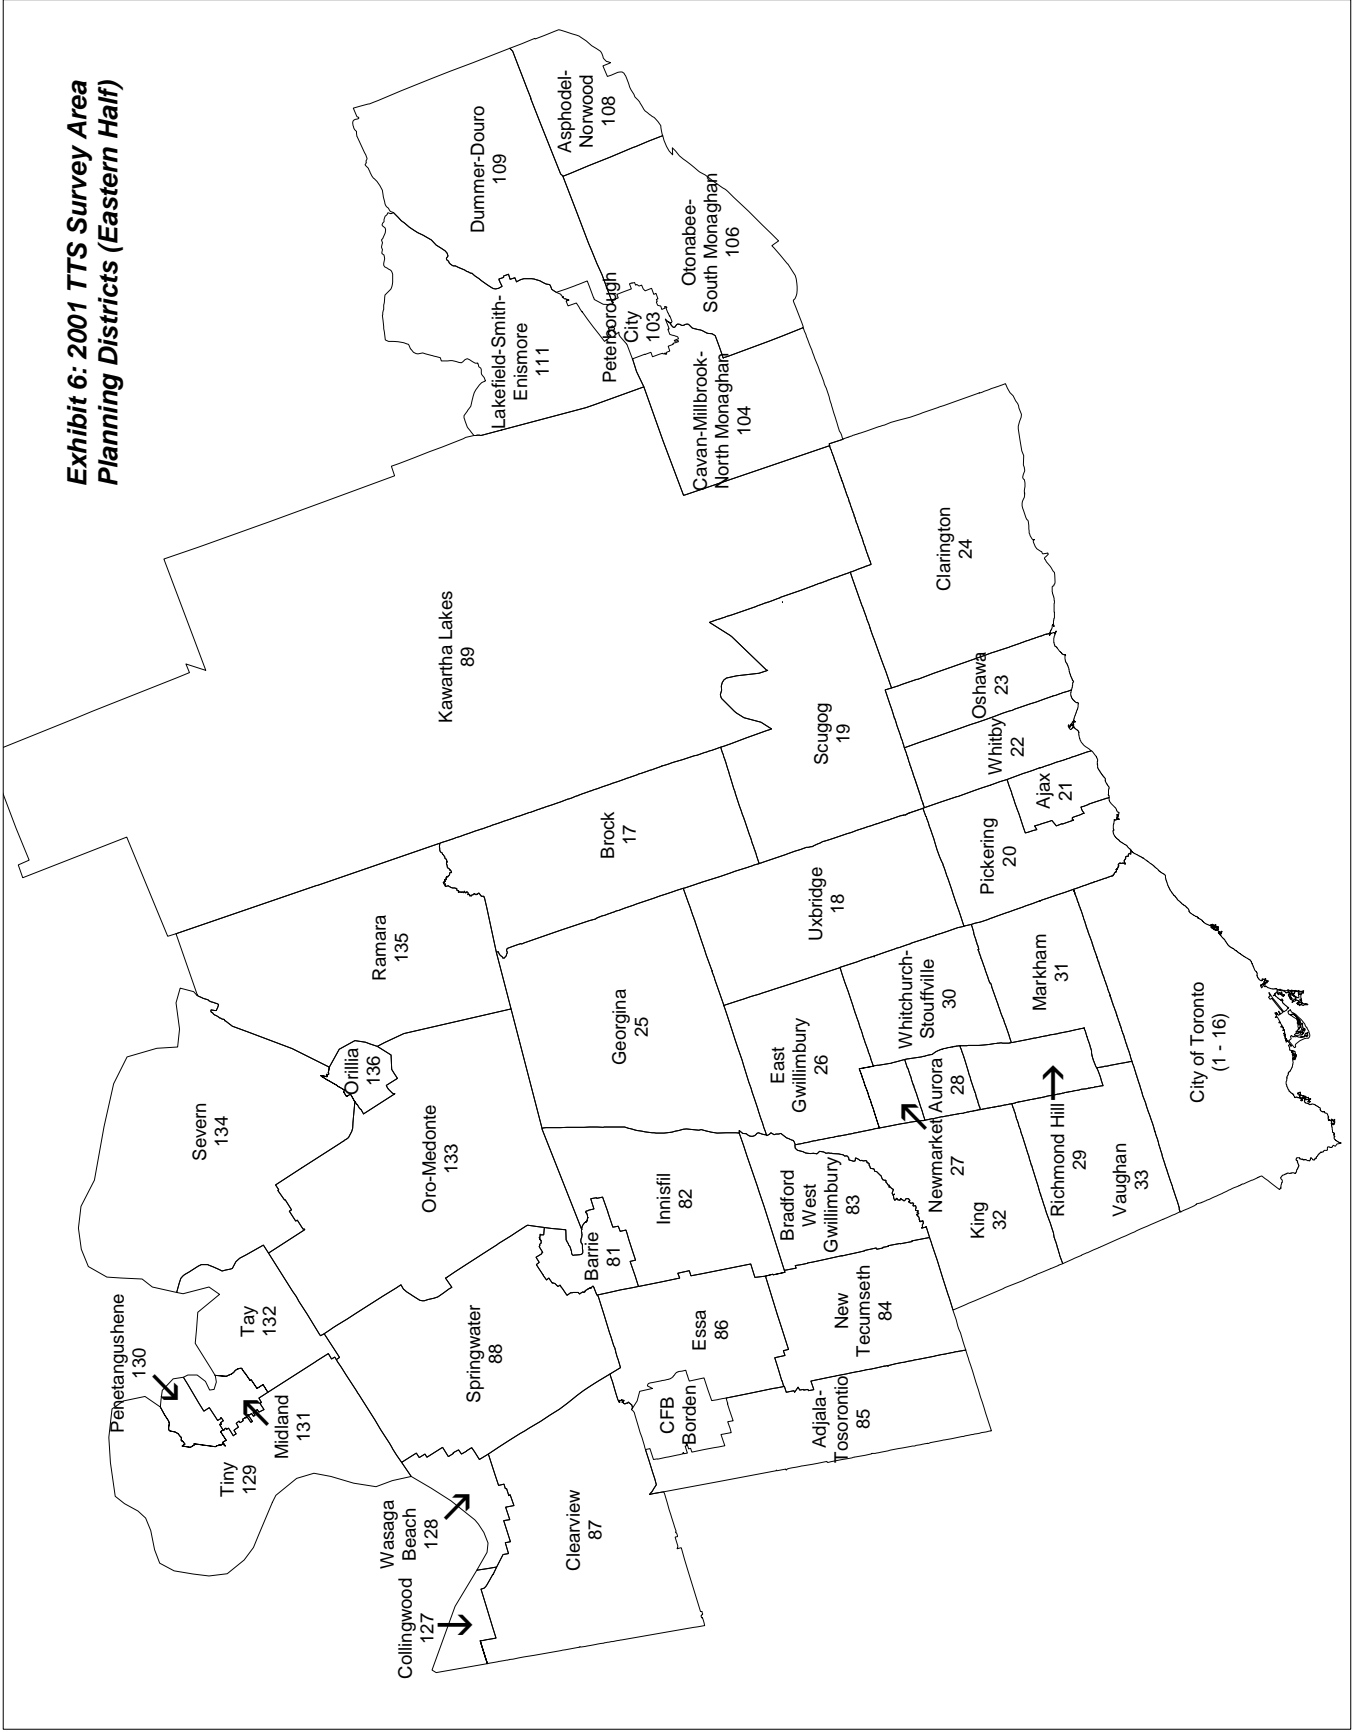 Exhibit 6: 2001 TTS Survey Area
Planning Districts (Eastern Half)
Penetangushene
130
Midland
131
Tiny
129
Tay
132
Severn
134
Orillia
136
Ramara
135
Oro-Medonte
133
Wasaga
Beach
128
Collingwood
127
Springwater
88
Clearview
87
Barrie
81
Innisfil
82
Essa
86
CFB
Borden
Adjala-
Tosorontio
85
New
Tecumseth
84
Bradford
West
Gwillimbury
83
Georgina
25
East
Gwillimbury
26
Newmarket
27
Aurora
28
Whitchurch-
Stouffville
30
King
32
Richmond Hill
29
Vaughan
33
Markham
31
City of Toronto
(1 - 16)
Brock
17
Uxbridge
18
Scugog
19
Pickering
20
Ajax
21
Whitby
22
Oshawa
23
Clarington
24
Kawartha Lakes
89
Lakefield-Smith-
Enismore
111
Dummer-Douro
109
Asphodel-
Norwood
108
Peterborough
City
103
Otonabee-
South Monaghan
106
Cavan-Millbrook-
North Monaghan
104